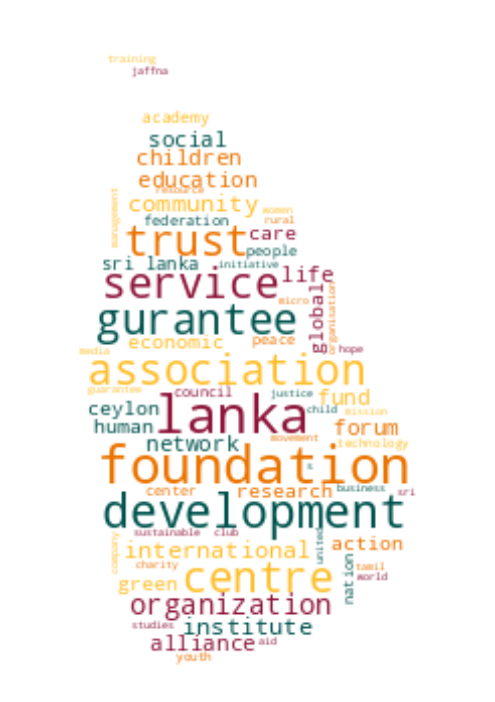 training
jaffna
academy
social
children
education
resource
management
community
women
federation
rural
trust
care
people
sri lanka
initiative
service
life
global
organisation
micro
gurantee
economic
peace
hope
media
association
guarantee
council
justice
fund
ceylon
lanka
child
mission
human
forum
network
movement
technology
foundation
s
center
research
business
sri
development
sustainable
club
united
company
international
action
charity
tamil
green
centre
nation
world
organization
studies
institute
alliance
aid
youth